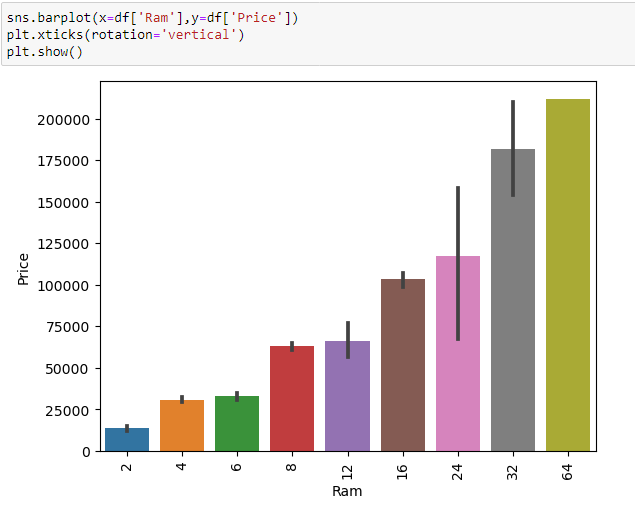 sns.barplot(x=df['Ram'],y=df['Price'])
plt.xticks(rotation='vertical')
plt.show()
200000
175000
150000
125000
100000
75000
50000
25000
0
Price
2 4 6 8 12 16 24 32 64
Ram